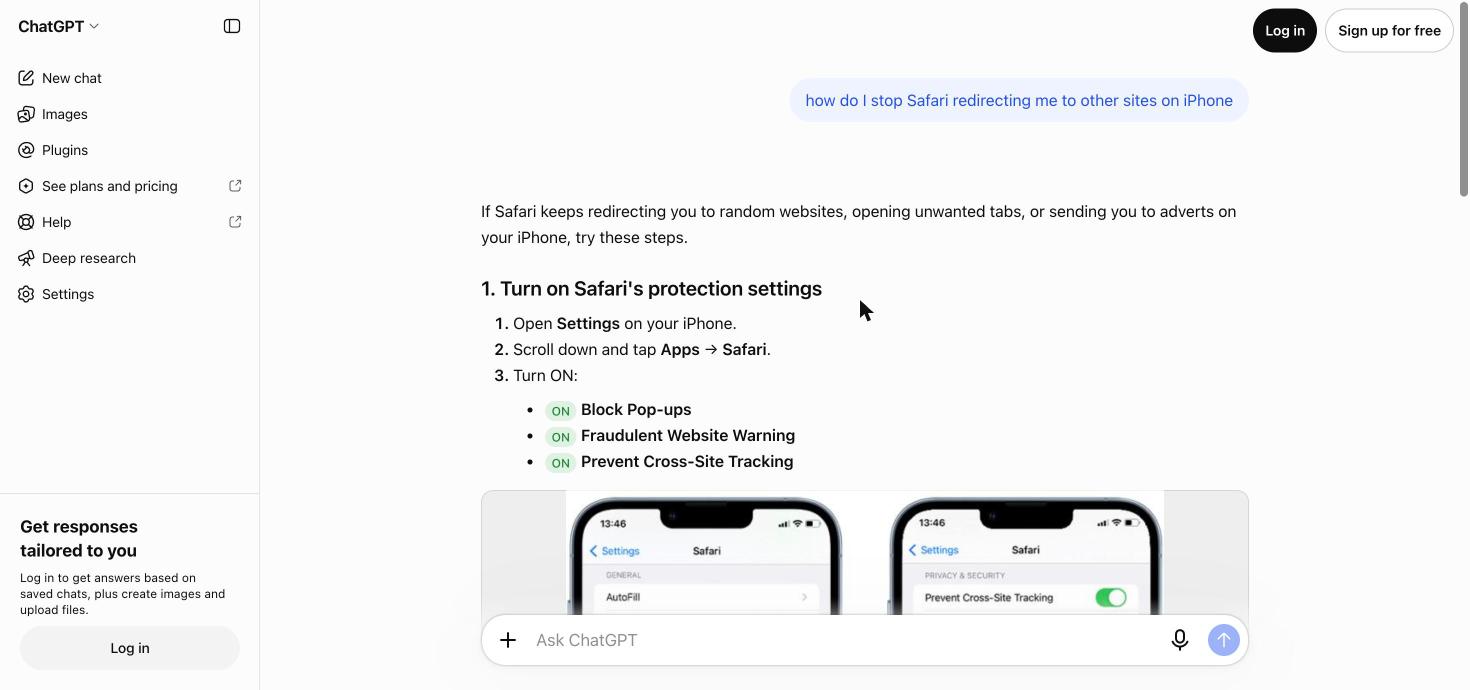 ChatGPT
New chat
Images
Plugins
See plans and pricing
Help
Deep research
Settings
Get responses
tailored to you
Log in to get answers based on
saved chats, plus create images and
upload files.
Log in
Log in
Sign up for free
how do I stop Safari redirecting me to other sites on iPhone
If Safari keeps redirecting you to random websites, opening unwanted tabs, or sending you to adverts on
your iPhone, try these steps.
1. Turn on Safari's protection settings
1. Open Settings on your iPhone.
2. Scroll down and tap Apps → Safari.
3. Turn ON:
• ON Block Pop-ups
• ON Fraudulent Website Warning
• ON Prevent Cross-Site Tracking
13:46
Settings Safari
GENERAL
AutoFill
13:46
Settings Safari
PRIVACY & SECURITY
Prevent Cross-Site Tracking
Ask ChatGPT